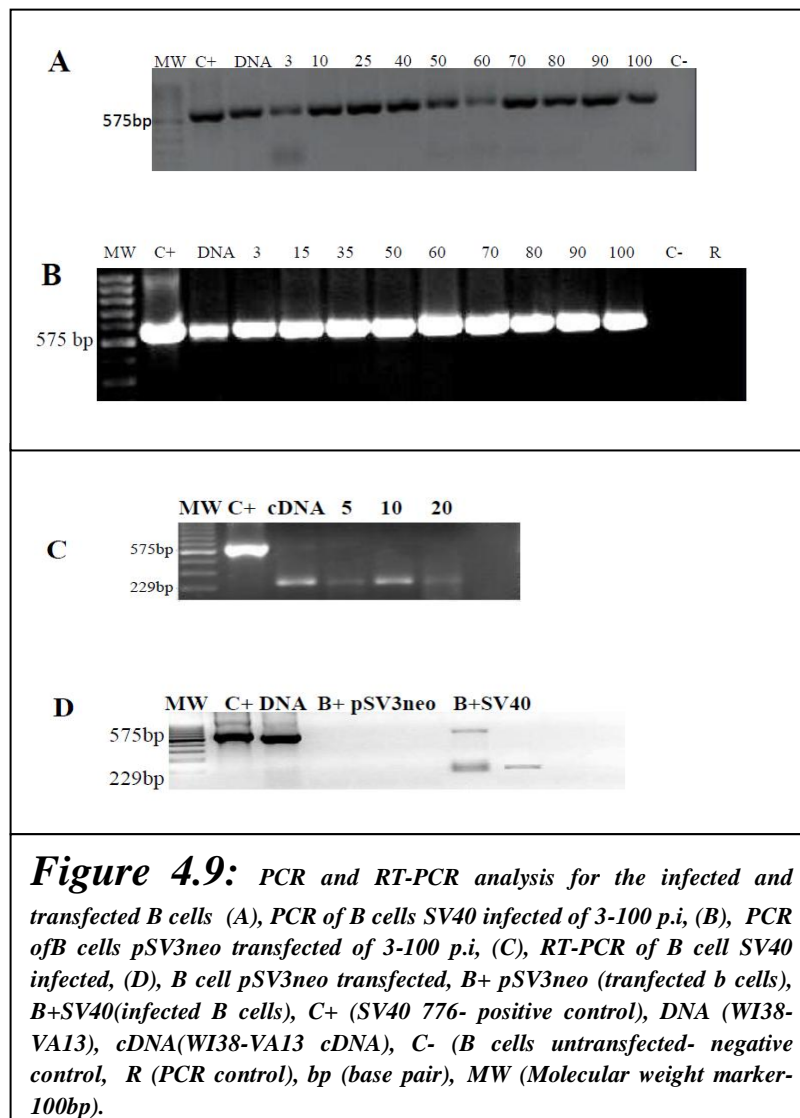 A
MW C+ DNA 3 10 25 40 50 60 70 80 90 100 C-
575bp
B
MW C+ DNA 3 15 35 50 60 70 80 90 100 C- R
575 bp
C
MW C+ cDNA 5 10 20
575bp
229bp
D
MW C+ DNA B+ pSV3neo B+SV40
575bp
229bp
Figure 4.9: PCR and RT-PCR analysis for the infected and
transfected B cells (A), PCR of B cells SV40 infected of 3-100 p.i, (B), PCR
ofB cells pSV3neo transfected of 3-100 p.i, (C), RT-PCR of B cell SV40
infected, (D), B cell pSV3neo transfected, B+ pSV3neo (tranfected b cells),
B+SV40(infected B cells), C+ (SV40 776- positive control), DNA (WI38-
VA13), cDNA(WI38-VA13 cDNA), C- (B cells untransfected- negative
control, R (PCR control), bp (base pair), MW (Molecular weight marker-
100bp).